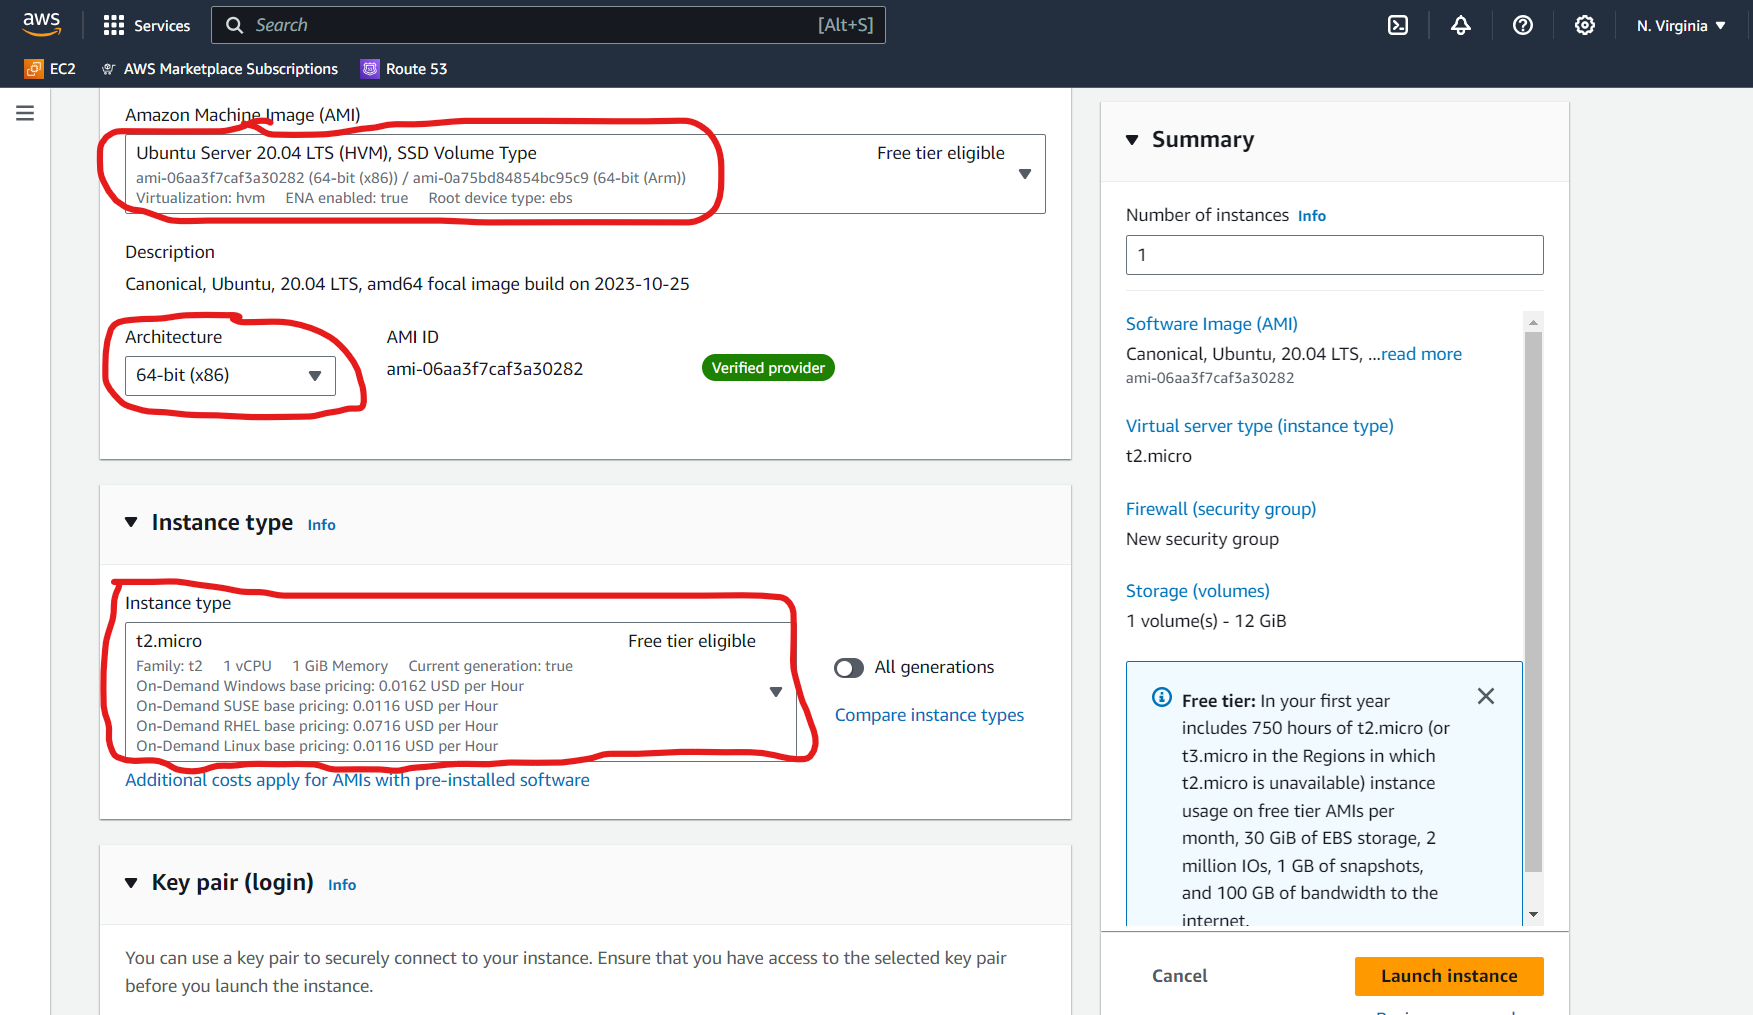 aws
Services
Search
[Alt+S]
N. Virginia
EC2
AWS Marketplace Subscriptions
Route 53
Amazon Machine Image (AMI)
Ubuntu Server 20.04 LTS (HVM), SSD Volume Type
Free tier eligible
ami-06aa3f7caf3a30282 (64-bit (x86)) / ami-0a75bd84854bc95c9 (64-bit (Arm))
Virtualization: hvm ENA enabled: true Root device type: ebs
Description
Canonical, Ubuntu, 20.04 LTS, amd64 focal image build on 2023-10-25
Architecture
AMI ID
64-bit (x86)
ami-06aa3f7caf3a30282
Verified provider
Instance type Info
Instance type
t2.micro
Free tier eligible
Family: t2 1 vCPU 1 GiB Memory Current generation: true
On-Demand Windows base pricing: 0.0162 USD per Hour
On-Demand SUSE base pricing: 0.0116 USD per Hour
On-Demand RHEL base pricing: 0.0716 USD per Hour
On-Demand Linux base pricing: 0.0116 USD per Hour
All generations
Compare instance types
Additional costs apply for AMIs with pre-installed software
Key pair (login) Info
You can use a key pair to securely connect to your instance. Ensure that you have access to the selected key pair
before you launch the instance.
Summary
Number of instances Info
1
Software Image (AMI)
Canonical, Ubuntu, 20.04 LTS, ...read more
ami-06aa3f7caf3a30282
Virtual server type (instance type)
t2.micro
Firewall (security group)
New security group
Storage (volumes)
1 volume(s) - 12 GiB
Free tier: In your first year
includes 750 hours of t2.micro (or
t3.micro in the Regions in which
t2.micro is unavailable) instance
usage on free tier AMIs per
month, 30 GiB of EBS storage, 2
million IOs, 1 GB of snapshots,
and 100 GB of bandwidth to the
internet.
Cancel
Launch instance